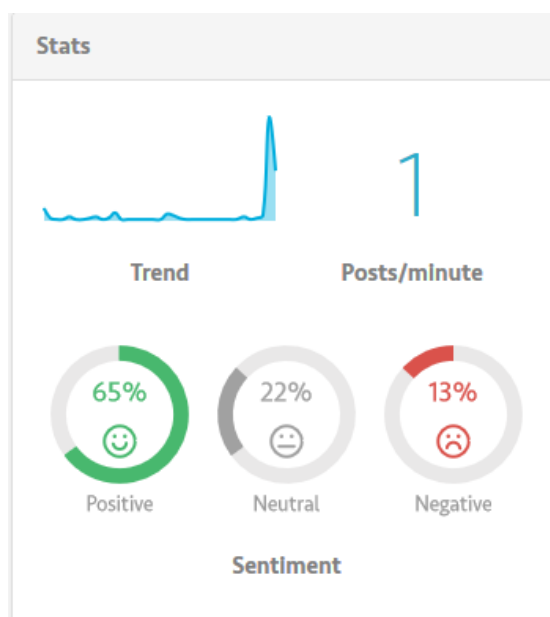 Stats
1
Trend
Posts/minute
65%
22%
13%
Positive
Neutral
Negative
Sentiment